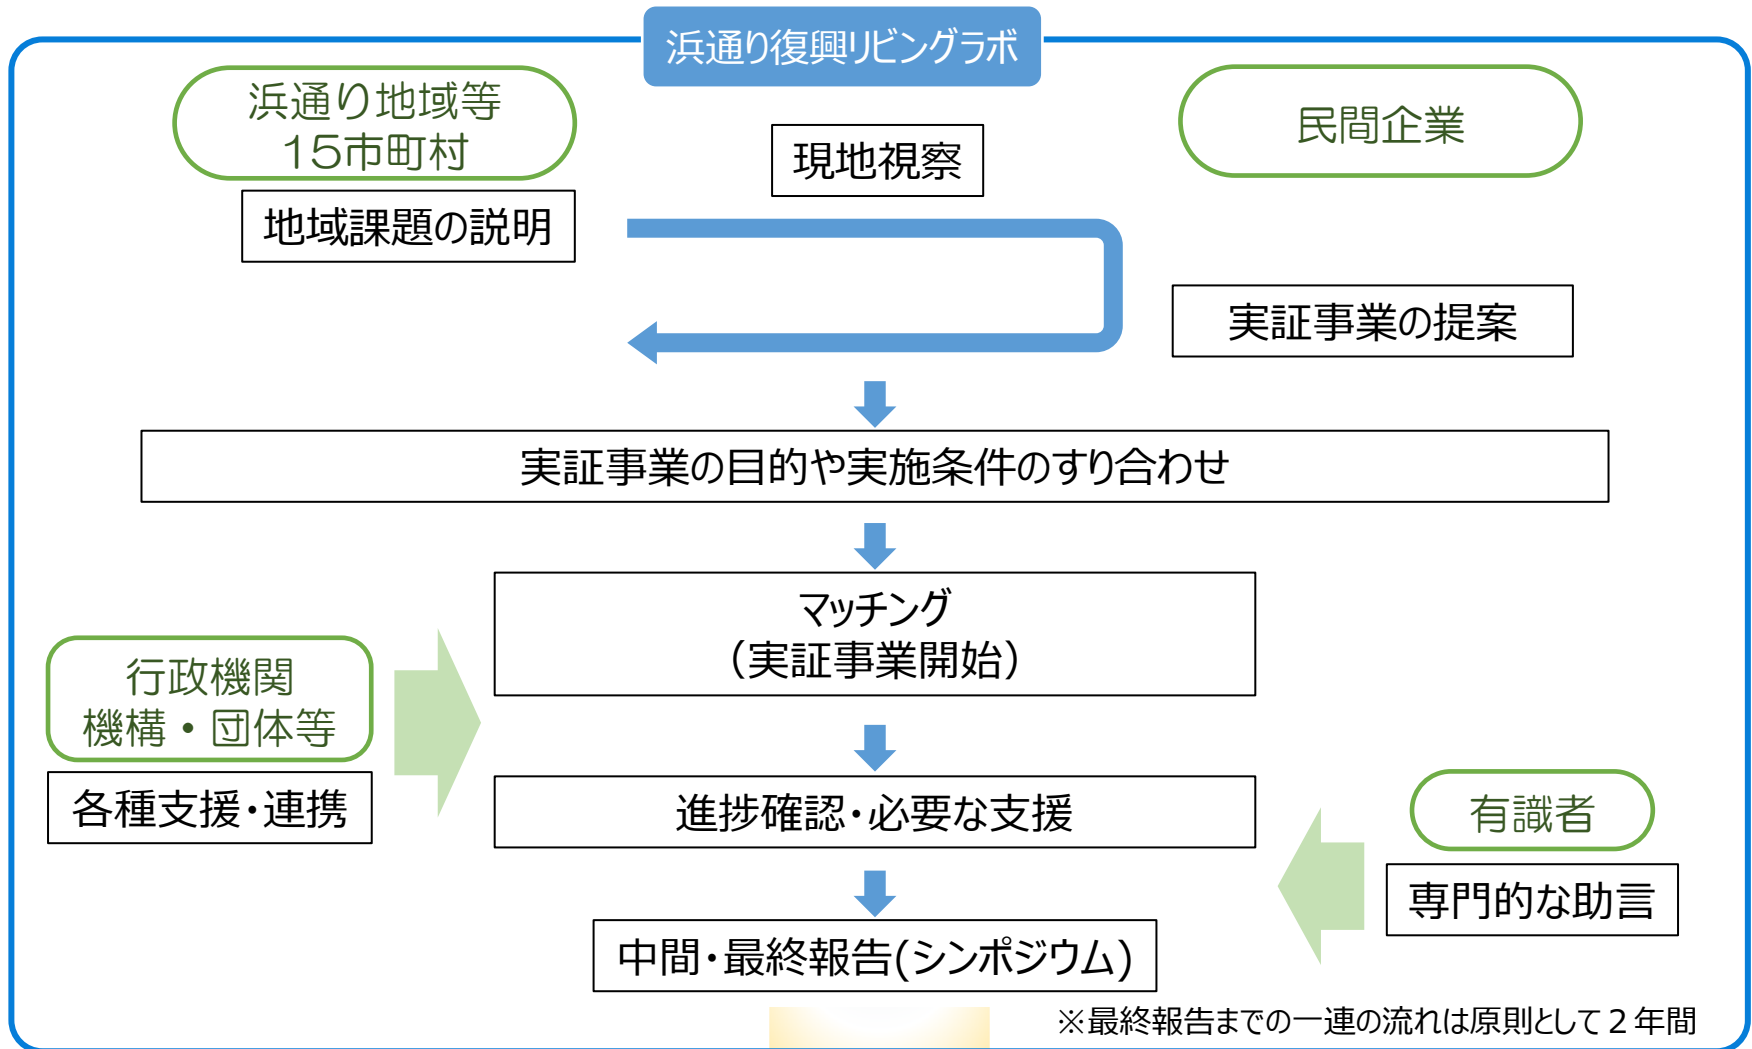 浜通り復興リビングラボ
浜通り地域等
15市町村
民間企業
現地視察
地域課題の説明
実証事業の提案
実証事業の目的や実施条件のすり合わせ
マッチング
（実証事業開始）
行政機関
機構・団体等
各種支援・連携
進捗確認・必要な支援
有識者
専門的な助言
中間・最終報告(シンポジウム)
※最終報告までの一連の流れは原則として２年間